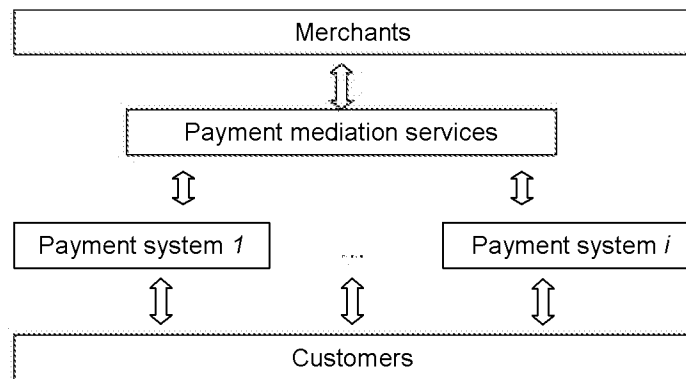 Merchants
Payment mediation services
Payment system 1
....
Payment system i
Customers